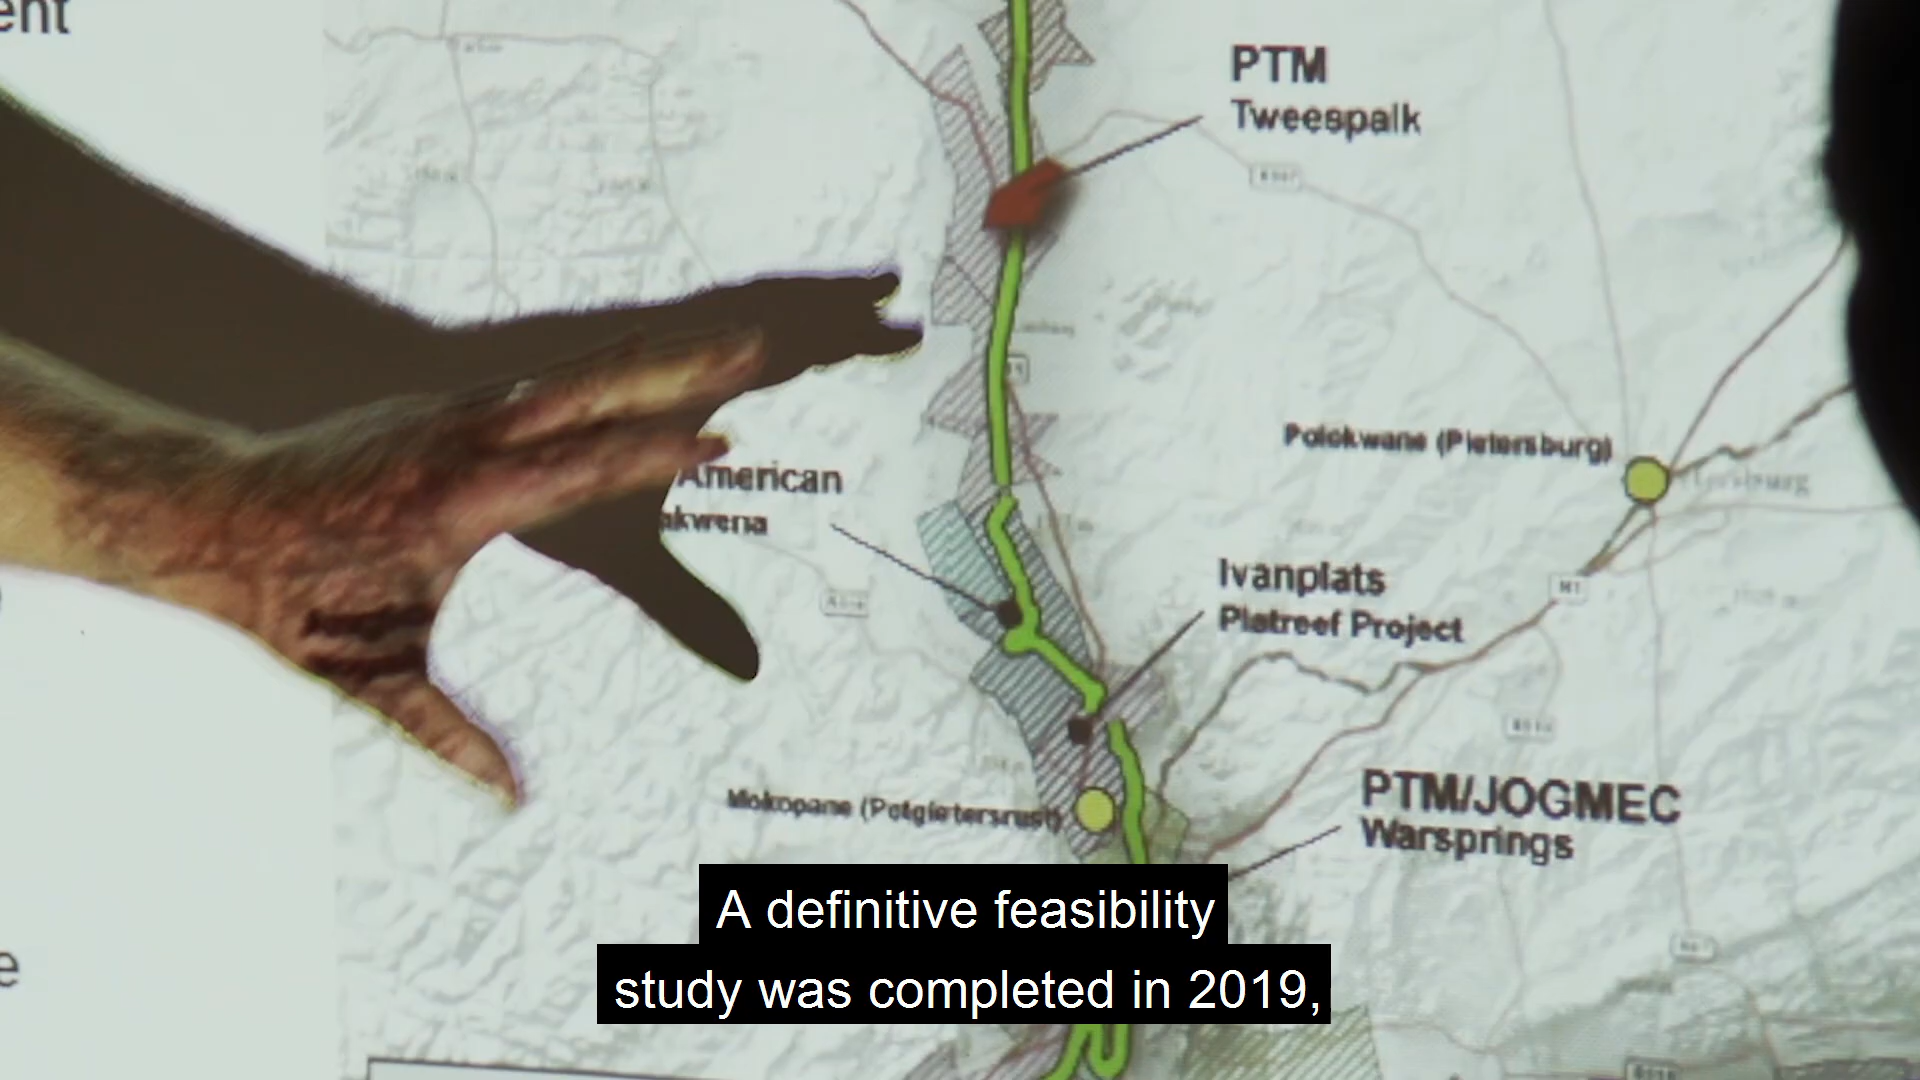 ent
PTM
Tweespalk
Polokwane (Pietersburg)
American
akwena
Ivanplats
Platreef Project
N1
Mokopane (Potgietersrust)
PTM/JOGMEC
Warsprings
e
A definitive feasibility
study was completed in 2019,